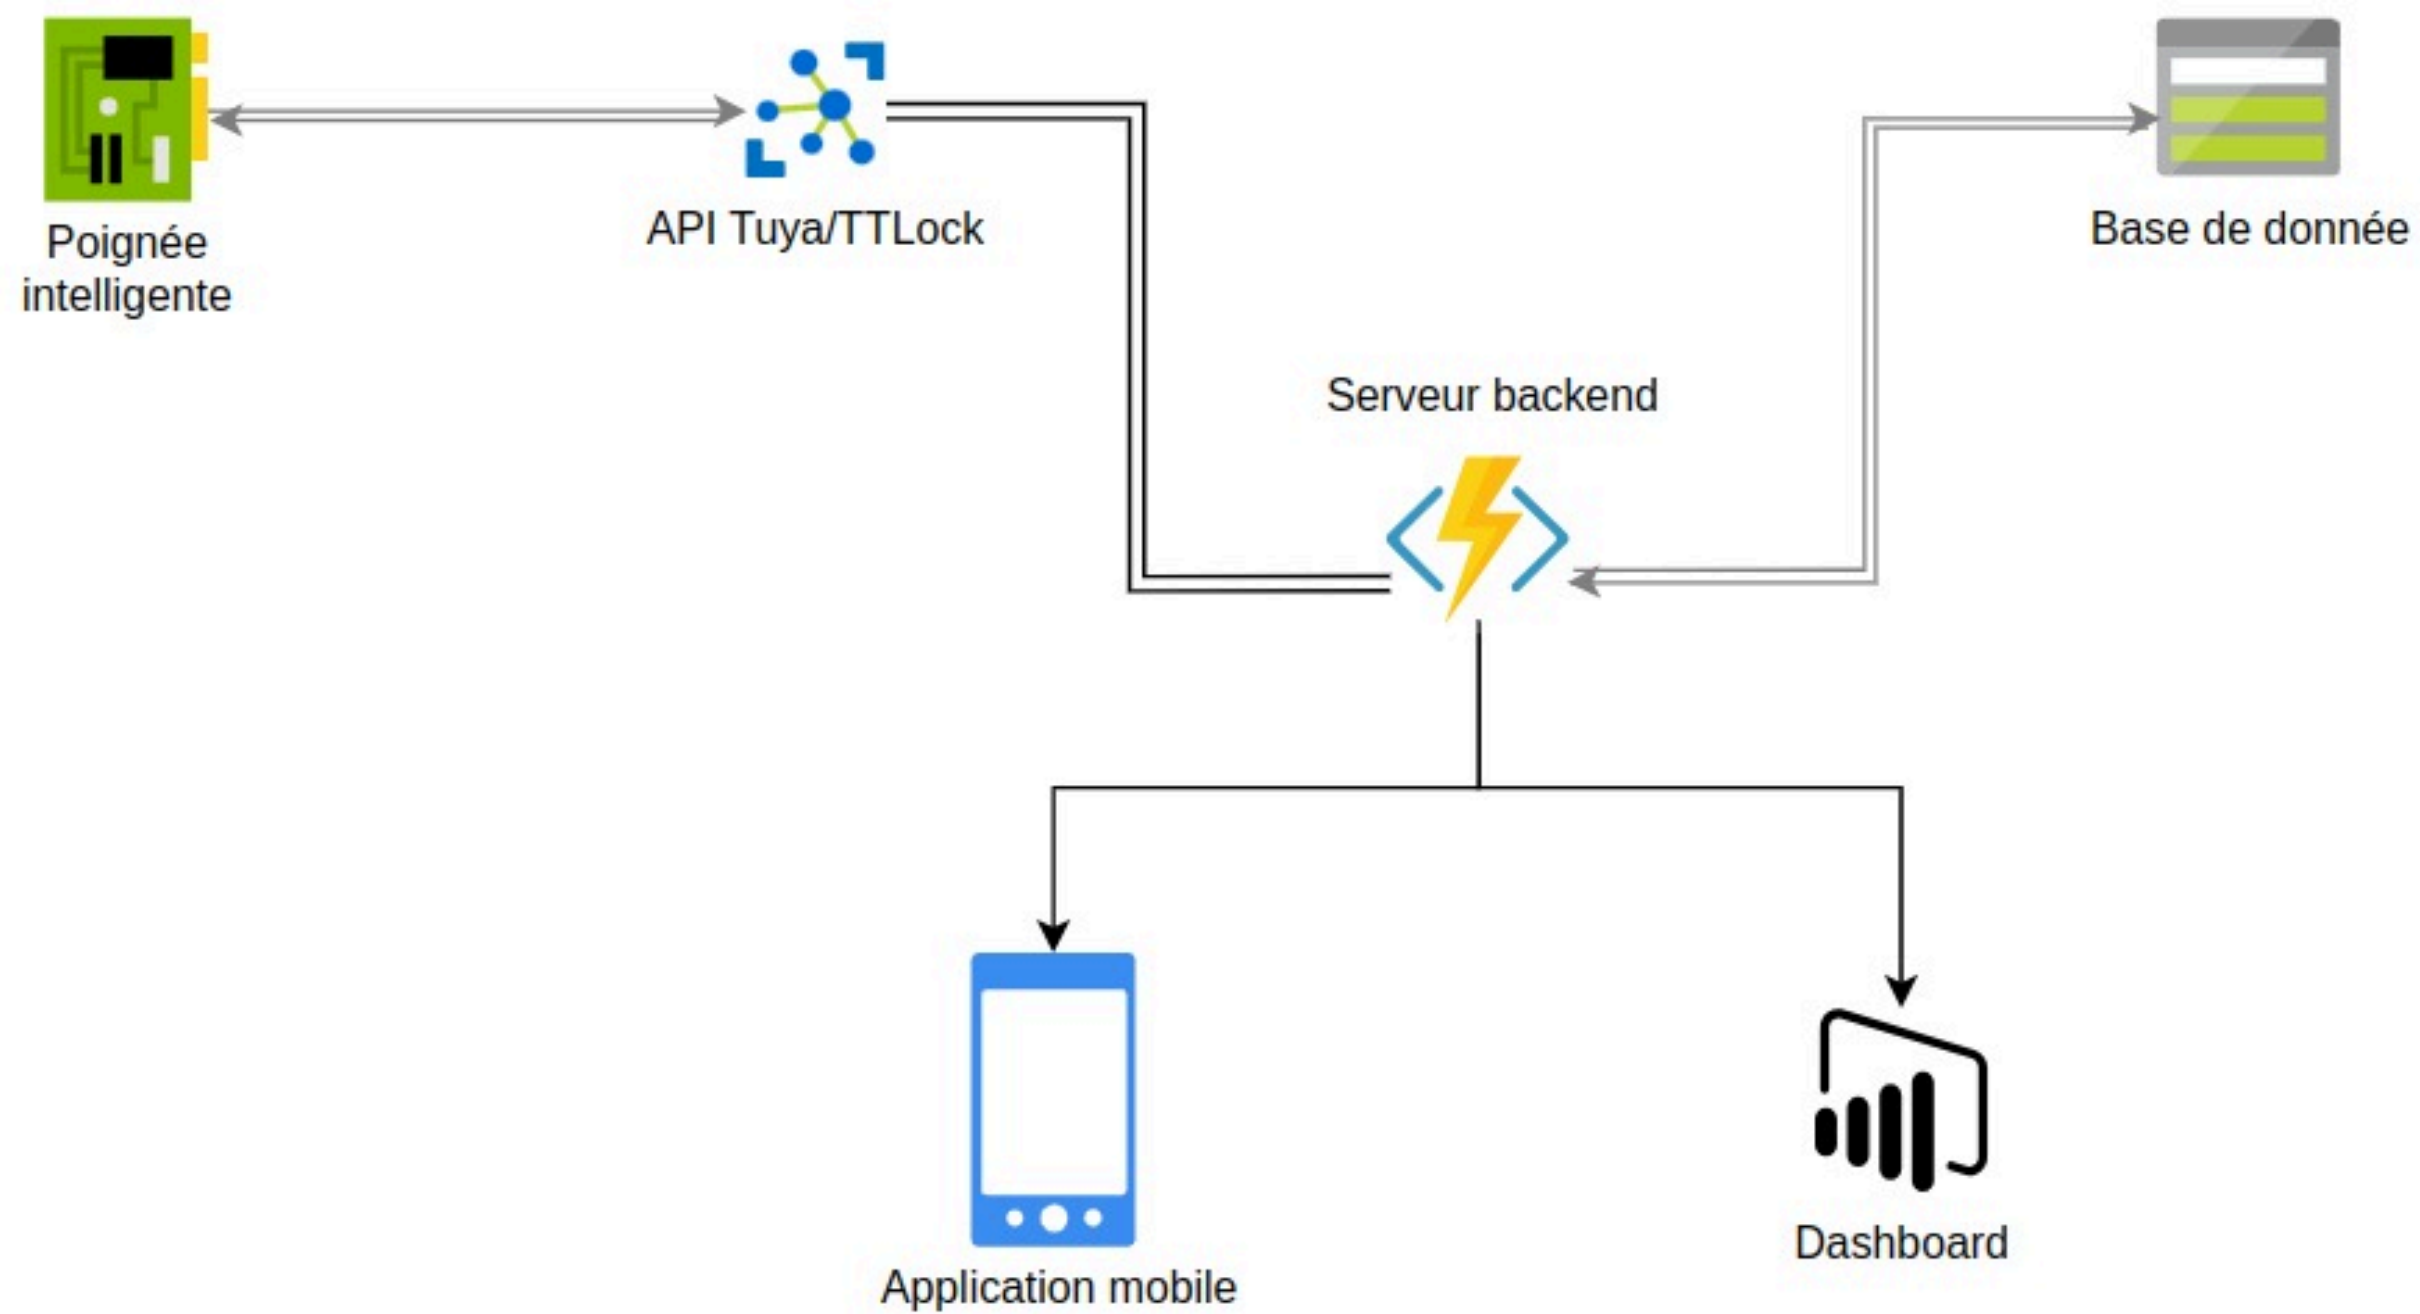 Poignée
intelligente
API Tuya/TTLock
Base de donnée
Serveur backend
Application mobile
Dashboard